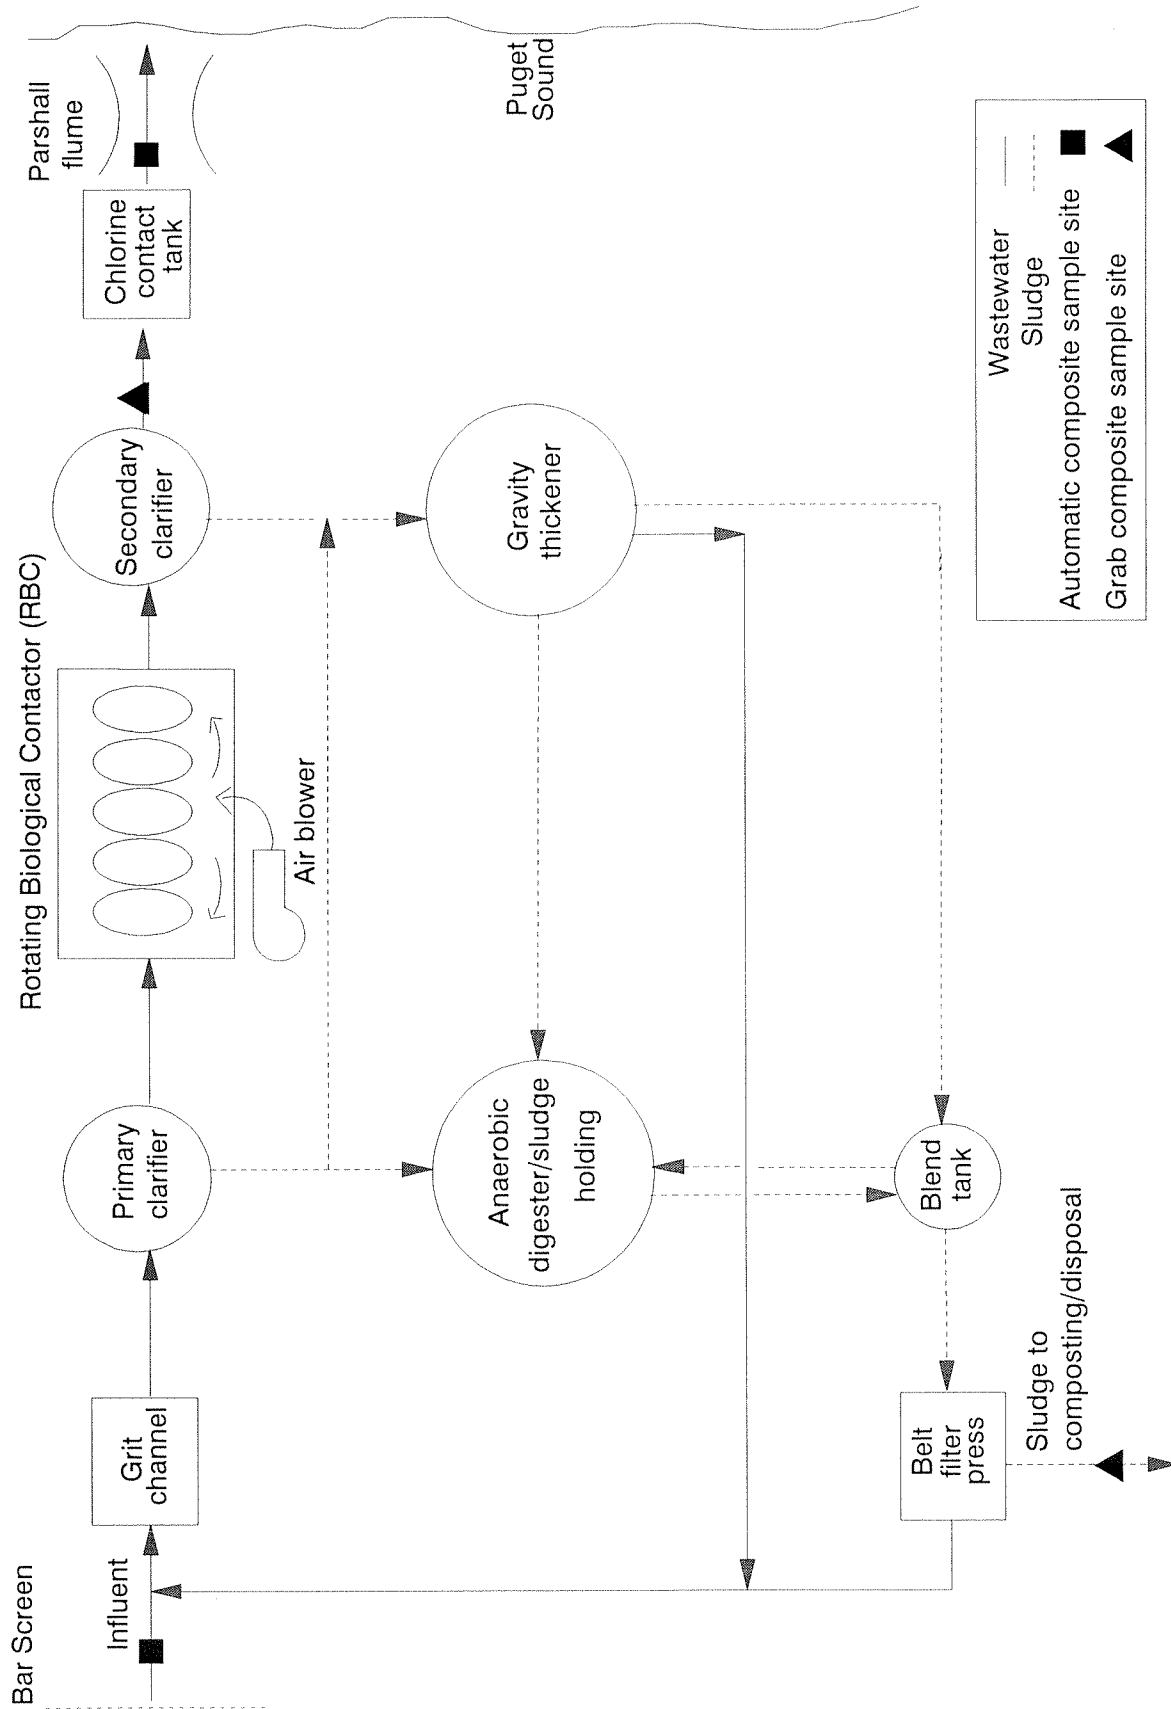 Bar Screen
Influent
Grit
channel
Primary
clarifier
Rotating Biological Contactor (RBC)
Air blower
Secondary
clarifier
Chlorine
contact
tank
Parshall
flume
Puget
Sound
Anaerobic
digester/sludge
holding
Gravity
thickener
Belt
filter
press
Blend
tank
Sludge to
composting/disposal
Wastewater
Sludge
Automatic composite sample site
Grab composite sample site